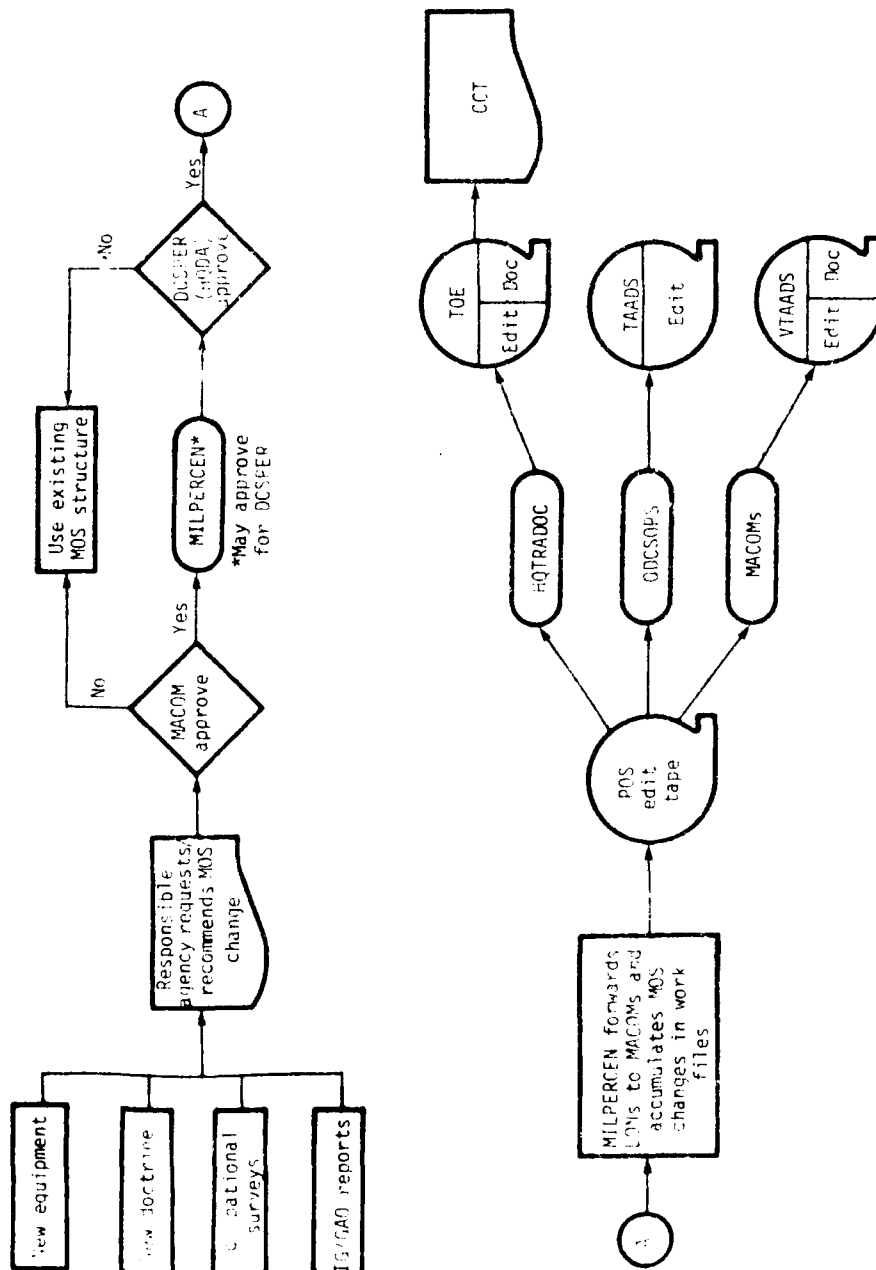 New equipment
New doctrine
surveys
IG/GAO reports
Responsible
agency requests/
recommends MOS
change
MACOM
approve
No
Yes
Use existing
MOS structure
MILPERCEN*
*May approve
for DCSPER
DCSPER
(HQDA)
approve
No
Yes
A
A
MILPERCEN forwards
to MACOMs and
accumulates MOS
changes in work
files
POS
edit
tape
HQTRADOC
ODCSOPS
MACOMs
TOE
Edit Doc
TAADS
Edit
VTAADS
Edit Doc
CCT